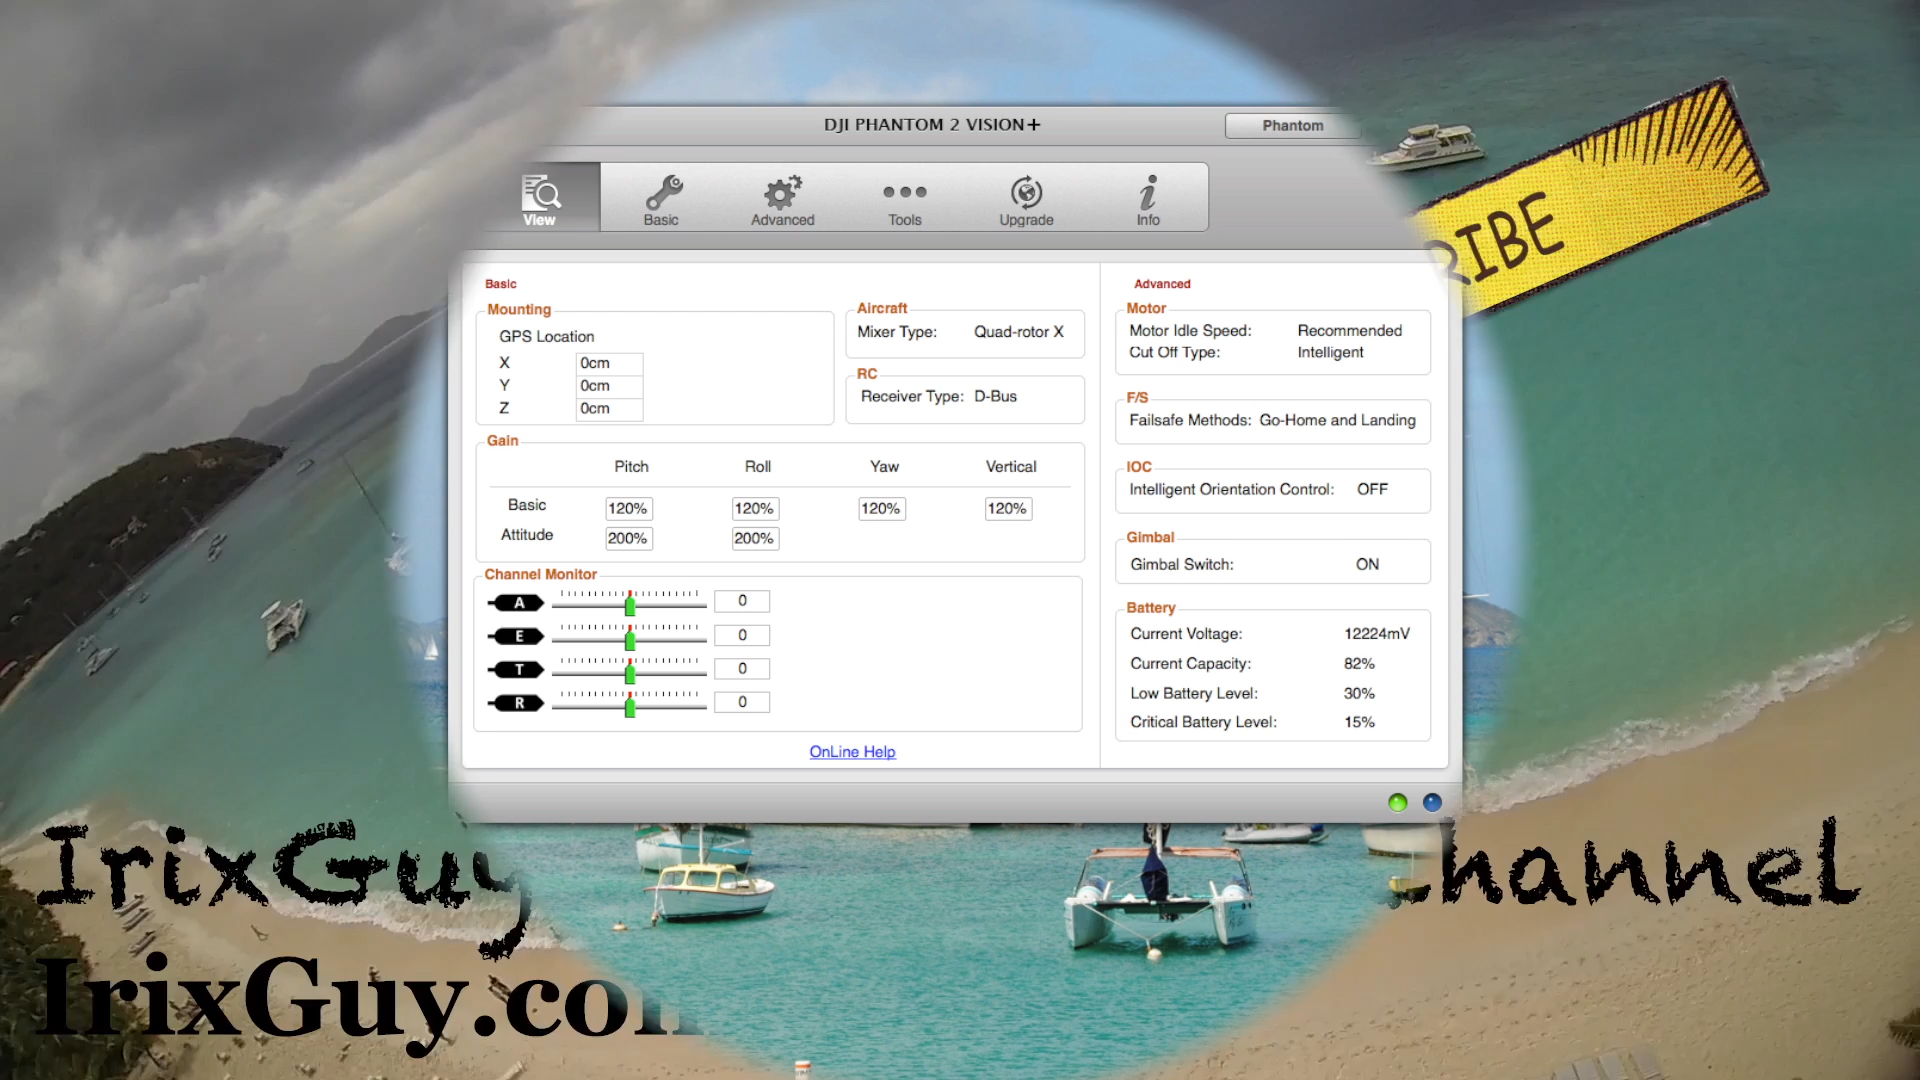 DJI PHANTOM 2 VISION+
Phantom
View
Basic
Advanced
Tools
Upgrade
Info
Basic
Mounting
GPS Location
X 0cm
Y 0cm
Z 0cm
Aircraft
Mixer Type: Quad-rotor X
RC
Receiver Type: D-Bus
Gain
Pitch Roll Yaw Vertical
Basic 120% 120% 120% 120%
Attitude 200% 200%
Channel Monitor
A 0
E 0
T 0
R 0
OnLine Help
Advanced
Motor
Motor Idle Speed: Recommended
Cut Off Type: Intelligent
F/S
Failsafe Methods: Go-Home and Landing
IOC
Intelligent Orientation Control: OFF
Gimbal
Gimbal Switch: ON
Battery
Current Voltage: 12224mV
Current Capacity: 82%
Low Battery Level: 30%
Critical Battery Level: 15%
RIBE
IrixGuy hannel
IrixGuy.com